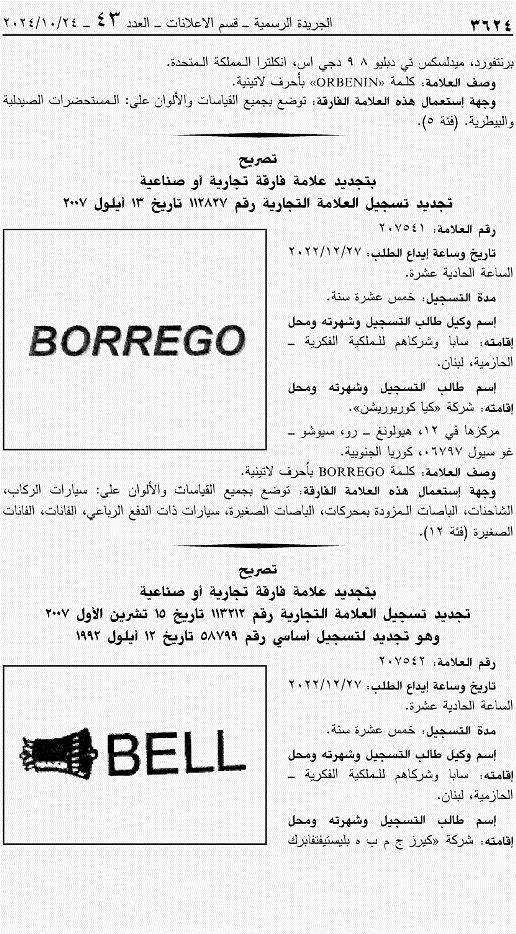 ٣٦٢٤ الجريدة الرسمية ـ قسم الاعلانات ـ العدد ٤٣ ـ ٢٠٢٤/١٠/٢٤
برنتفورد، ميدلسكس تي دبليو ٨ ٩ دجي اس، انكلترا المملكة المتحدة.
وصف العلامة: كلمة «ORBENIN» بأحرف لاتينية.
وجهة إستعمال هذه العلامة الفارقة: توضع بجميع القياسات والألوان على: المستحضرات الصيدلية
والبيطرية. (فئة ٥).
تصريح
بتجديد علامة فارقة تجارية أو صناعية
تجديد تسجيل العلامة التجارية رقم ١١٢٨٢٧ تاريخ ١٣ أيلول ٢٠٠٧
رقم العلامة: ٢٠٧٥٤١
تاريخ وساعة إيداع الطلب: ٢٠٢٢/١٢/٢٧
الساعة الحادية عشرة.
مدة التسجيل: خمس عشرة سنة.
إسم وكيل طالب التسجيل وشهرته ومحل
إقامته: سابا وشركاهم للملكية الفكرية ـ
الحازمية، لبنان.
إسم طالب التسجيل وشهرته ومحل
إقامته: شركة «كيا كوربوريشن».
مركزها في ١٢، هيولونغ ـ رو، سيوشو ـ
غو سيول ٠٦٧٩٧، كوريا الجنوبية.
BORREGO
وصف العلامة: كلمة BORREGO بأحرف لاتينية.
وجهة إستعمال هذه العلامة الفارقة: توضع بجميع القياسات والألوان على: سيارات الركاب،
الشاحنات، الباصات المزودة بمحركات، الباصات الصغيرة، سيارات ذات الدفع الرباعي، الفانات، الفانات
الصغيرة (فئة ١٢).
تصريح
بتجديد علامة فارقة تجارية أو صناعية
تجديد تسجيل العلامة التجارية رقم ١١٣٢١٢ تاريخ ١٥ تشرين الأول ٢٠٠٧
وهو تجديد لتسجيل أساسي رقم ٥٨٧٩٩ تاريخ ١٢ أيلول ١٩٩٢
رقم العلامة: ٢٠٧٥٤٢
تاريخ وساعة إيداع الطلب: ٢٠٢٢/١٢/٢٧
الساعة الحادية عشرة.
مدة التسجيل: خمس عشرة سنة.
إسم وكيل طالب التسجيل وشهرته ومحل
إقامته: سابا وشركاهم للملكية الفكرية ـ
الحازمية، لبنان.
إسم طالب التسجيل وشهرته ومحل
إقامته: شركة «كيرز ج م ب ه بليستيفتفابرك
BELL